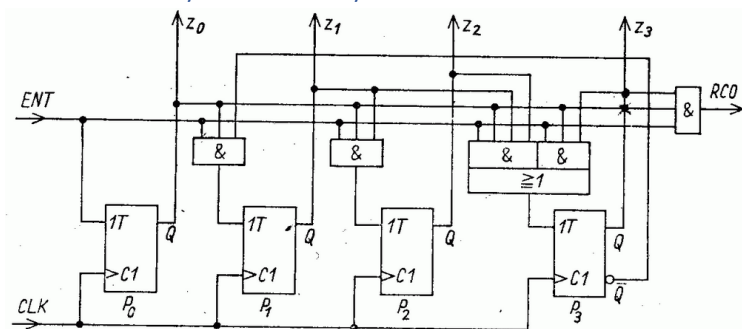 Z0 Z1 Z2 Z3
ENT
RCO
& & & & &
≧1
1T 1T 1T 1T
Q Q Q Q
C1 C1 C1 C1
Q̅
P0 P1 P2 P3
CLK